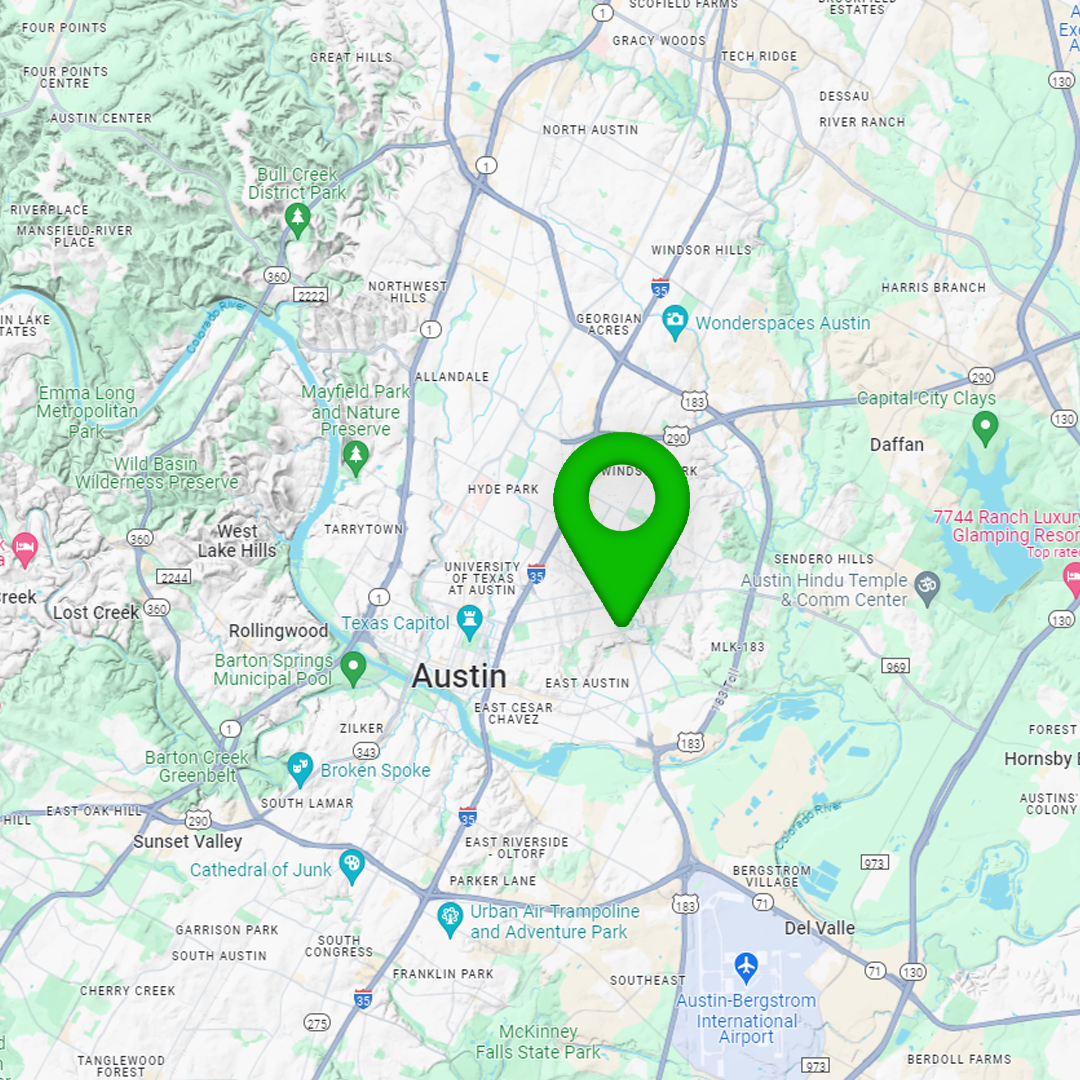 SCOFIELD FARMS
ESTATES
FOUR POINTS
1
GRACY WOODS
TECH RIDGE
GREAT HILLS
FOUR POINTS
CENTRE
130
DESSAU
RIVER RANCH
AUSTIN CENTER
NORTH AUSTIN
1
Bull Creek
District Park
RIVERPLACE
MANSFIELD-RIVER
PLACE
WINDSOR HILLS
360
2222
NORTHWEST
HILLS
35
HARRIS BRANCH
IN LAKE
TATES
Colorado River
GEORGIAN
ACRES
Wonderspaces Austin
1
ALLANDALE
290
Emma Long
Metropolitan
Park
Mayfield Park
and Nature
Preserve
183
Capital City Clays
130
290
Daffan
Wild Basin
Wilderness Preserve
WINDS
RK
HYDE PARK
West
Lake Hills
TARRYTOWN
7744 Ranch Luxury
Glamping Resor
Top rated
360
UNIVERSITY
OF TEXAS
AT AUSTIN
35
SENDERO HILLS
Austin Hindu Temple
& Comm Center
2244
reek
Lost Creek
360
1
Texas Capitol
Rollingwood
130
Barton Springs
Municipal Pool
Austin
MLK-183
969
EAST AUSTIN
183 Toll
EAST CESAR
CHAVEZ
1
ZILKER
343
183
FOREST
Hornsby B
Barton Creek
Greenbelt
Broken Spoke
SOUTH LAMAR
AUSTINS'
COLONY
HILL
EAST OAK HILL
290
35
Colorado River
Sunset Valley
EAST RIVERSIDE
- OLTORF
Cathedral of Junk
973
BERGSTROM
VILLAGE
PARKER LANE
183
71
Urban Air Trampoline
and Adventure Park
Del Valle
GARRISON PARK
SOUTH AUSTIN
SOUTH
CONGRESS
FRANKLIN PARK
SOUTHEAST
71
130
CHERRY CREEK
35
Austin-Bergstrom
International
Airport
275
McKinney
Falls State Park
TANGLEWOOD
FOREST
973
BERDOLL FARMS